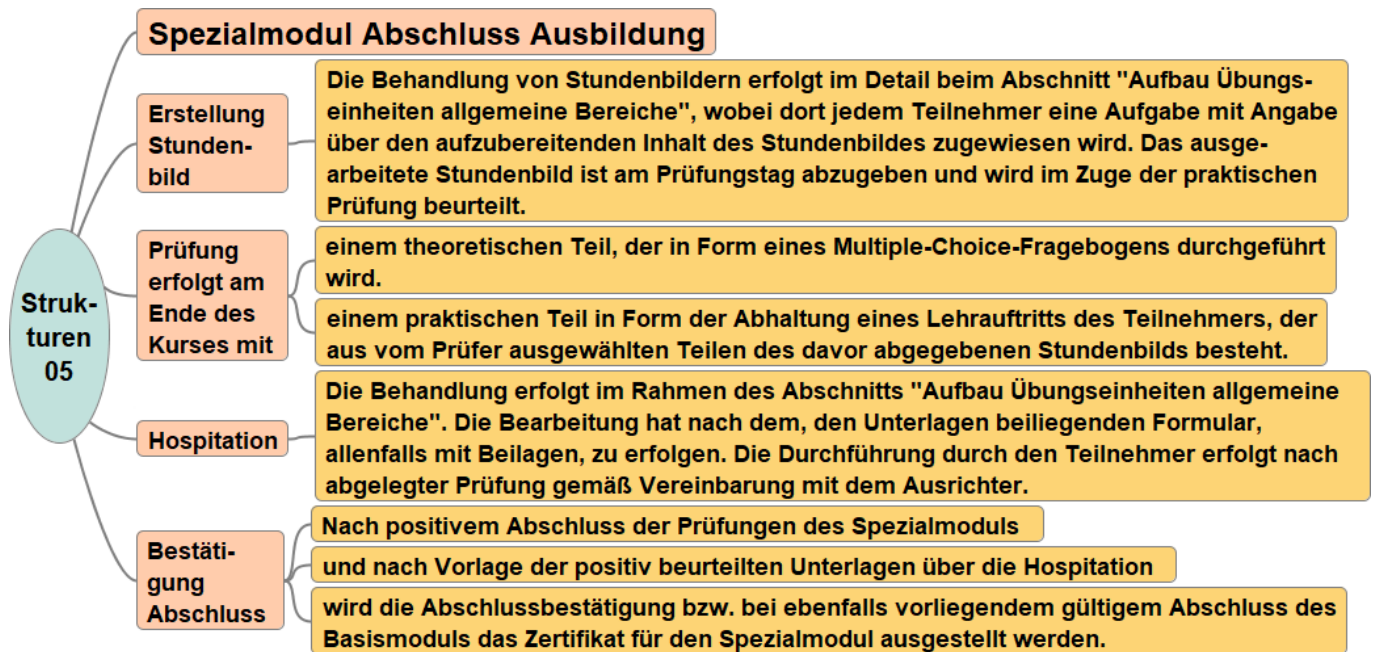 Spezialmodul Abschluss Ausbildung
Struk-
turen
05
Erstellung
Stunden-
bild
Die Behandlung von Stundenbildern erfolgt im Detail beim Abschnitt "Aufbau Übungs-
einheiten allgemeine Bereiche", wobei dort jedem Teilnehmer eine Aufgabe mit Angabe
über den aufzubereitenden Inhalt des Stundenbildes zugewiesen wird. Das ausge-
arbeitete Stundenbild ist am Prüfungstag abzugeben und wird im Zuge der praktischen
Prüfung beurteilt.
Prüfung
erfolgt am
Ende des
Kurses mit
einem theoretischen Teil, der in Form eines Multiple-Choice-Fragebogens durchgeführt
wird.
einem praktischen Teil in Form der Abhaltung eines Lehrauftritts des Teilnehmers, der
aus vom Prüfer ausgewählten Teilen des davor abgegebenen Stundenbilds besteht.
Hospitation
Die Behandlung erfolgt im Rahmen des Abschnitts "Aufbau Übungseinheiten allgemeine
Bereiche". Die Bearbeitung hat nach dem, den Unterlagen beiliegenden Formular,
allenfalls mit Beilagen, zu erfolgen. Die Durchführung durch den Teilnehmer erfolgt nach
abgelegter Prüfung gemäß Vereinbarung mit dem Ausrichter.
Bestäti-
gung
Abschluss
Nach positivem Abschluss der Prüfungen des Spezialmoduls
und nach Vorlage der positiv beurteilten Unterlagen über die Hospitation
wird die Abschlussbestätigung bzw. bei ebenfalls vorliegendem gültigem Abschluss des
Basismoduls das Zertifikat für den Spezialmodul ausgestellt werden.